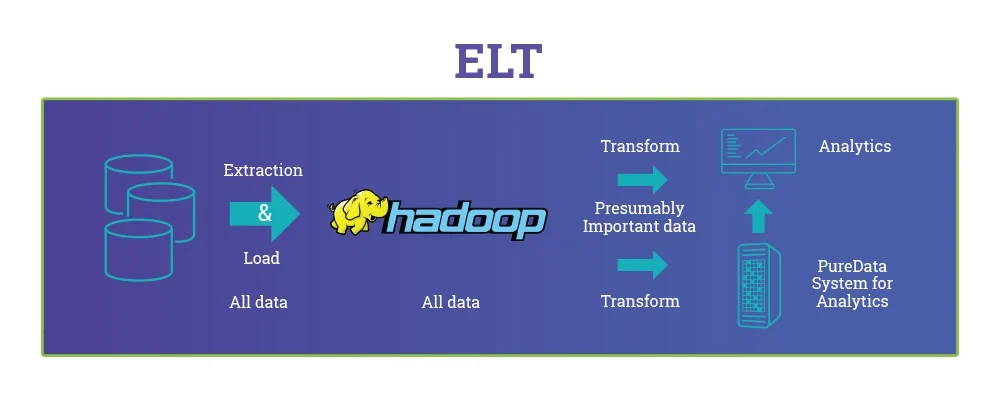 ELT
Extraction
&
Load
All data
hadoop
All data
Transform
Presumably
Important data
Transform
Analytics
PureData
System for
Analytics